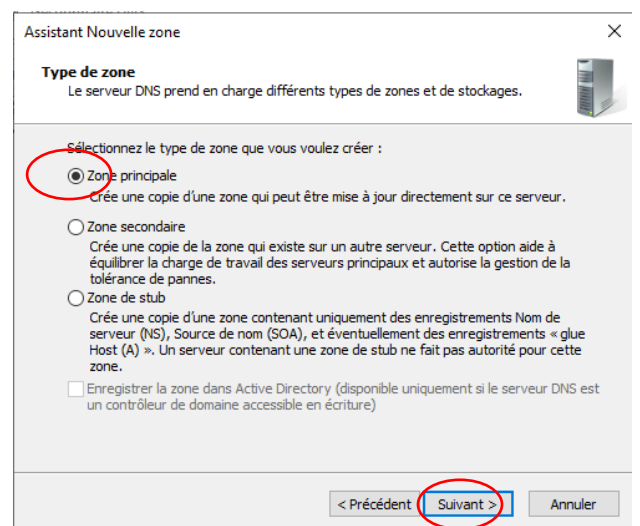 Assistant Nouvelle zone
Type de zone
Le serveur DNS prend en charge différents types de zones et de stockages.
Sélectionnez le type de zone que vous voulez créer :
Zone principale
Crée une copie d'une zone qui peut être mise à jour directement sur ce serveur.
Zone secondaire
Crée une copie de la zone qui existe sur un autre serveur. Cette option aide à
équilibrer la charge de travail des serveurs principaux et autorise la gestion de la
tolérance de pannes.
Zone de stub
Crée une copie d'une zone contenant uniquement des enregistrements Nom de
serveur (NS), Source de nom (SOA), et éventuellement des enregistrements « glue
Host (A) ». Un serveur contenant une zone de stub ne fait pas autorité pour cette
zone.
Enregistrer la zone dans Active Directory (disponible uniquement si le serveur DNS est
un contrôleur de domaine accessible en écriture)
< Précédent Suivant > Annuler